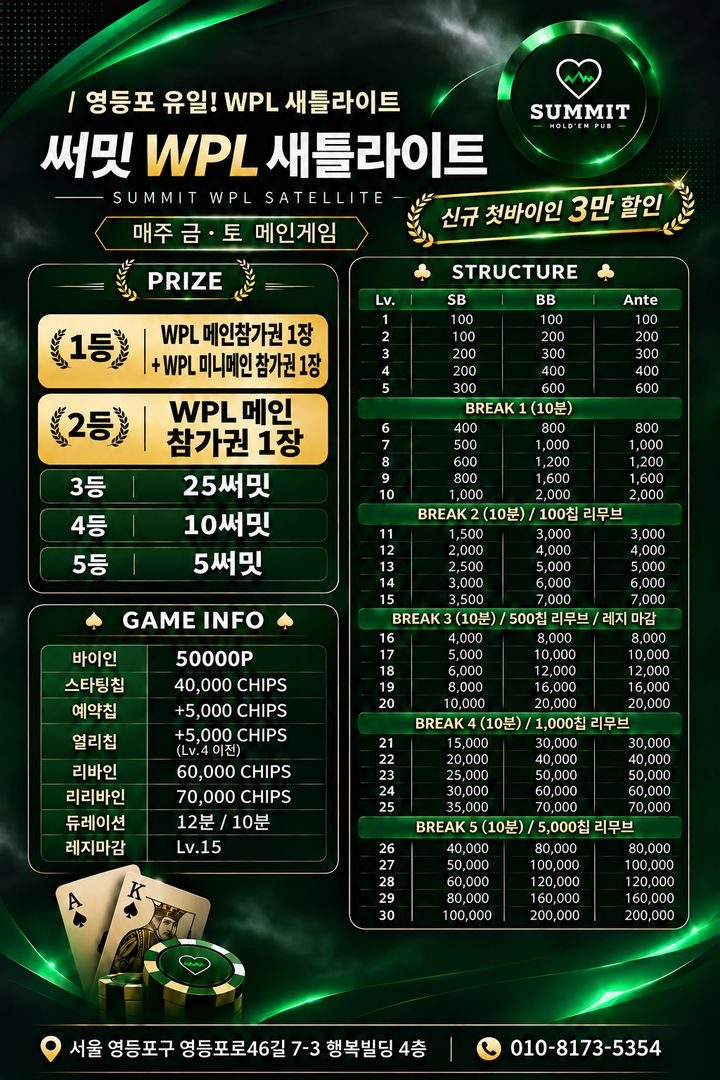 / 영등포 유일! WPL 새틀라이트
써밋 WPL 새틀라이트
SUMMIT WPL SATELLITE
매주 금 · 토 메인게임
SUMMIT
HOLD'EM PUB
신규 첫바이인 3만 할인
PRIZE
1등 WPL 메인참가권 1장
+ WPL 미니메인 참가권 1장
2등 WPL 메인
참가권 1장
3등 25써밋
4등 10써밋
5등 5써밋
GAME INFO
바이인 50000P
스타팅칩 40,000 CHIPS
예약칩 +5,000 CHIPS
얼리칩 +5,000 CHIPS
(Lv.4 이전)
리바인 60,000 CHIPS
리리바인 70,000 CHIPS
듀레이션 12분 / 10분
레지마감 Lv.15
STRUCTURE
Lv. SB BB Ante
1 100 100 100
2 100 200 200
3 200 300 300
4 200 400 400
5 300 600 600
BREAK 1 (10분)
6 400 800 800
7 500 1,000 1,000
8 600 1,200 1,200
9 800 1,600 1,600
10 1,000 2,000 2,000
BREAK 2 (10분) / 100칩 리무브
11 1,500 3,000 3,000
12 2,000 4,000 4,000
13 2,500 5,000 5,000
14 3,000 6,000 6,000
15 3,500 7,000 7,000
BREAK 3 (10분) / 500칩 리무브 / 레지 마감
16 4,000 8,000 8,000
17 5,000 10,000 10,000
18 6,000 12,000 12,000
19 8,000 16,000 16,000
20 10,000 20,000 20,000
BREAK 4 (10분) / 1,000칩 리무브
21 15,000 30,000 30,000
22 20,000 40,000 40,000
23 25,000 50,000 50,000
24 30,000 60,000 60,000
25 35,000 70,000 70,000
BREAK 5 (10분) / 5,000칩 리무브
26 40,000 80,000 80,000
27 50,000 100,000 100,000
28 60,000 120,000 120,000
29 80,000 160,000 160,000
30 100,000 200,000 200,000
A
K
서울 영등포구 영등포로46길 7-3 행복빌딩 4층
010-8173-5354